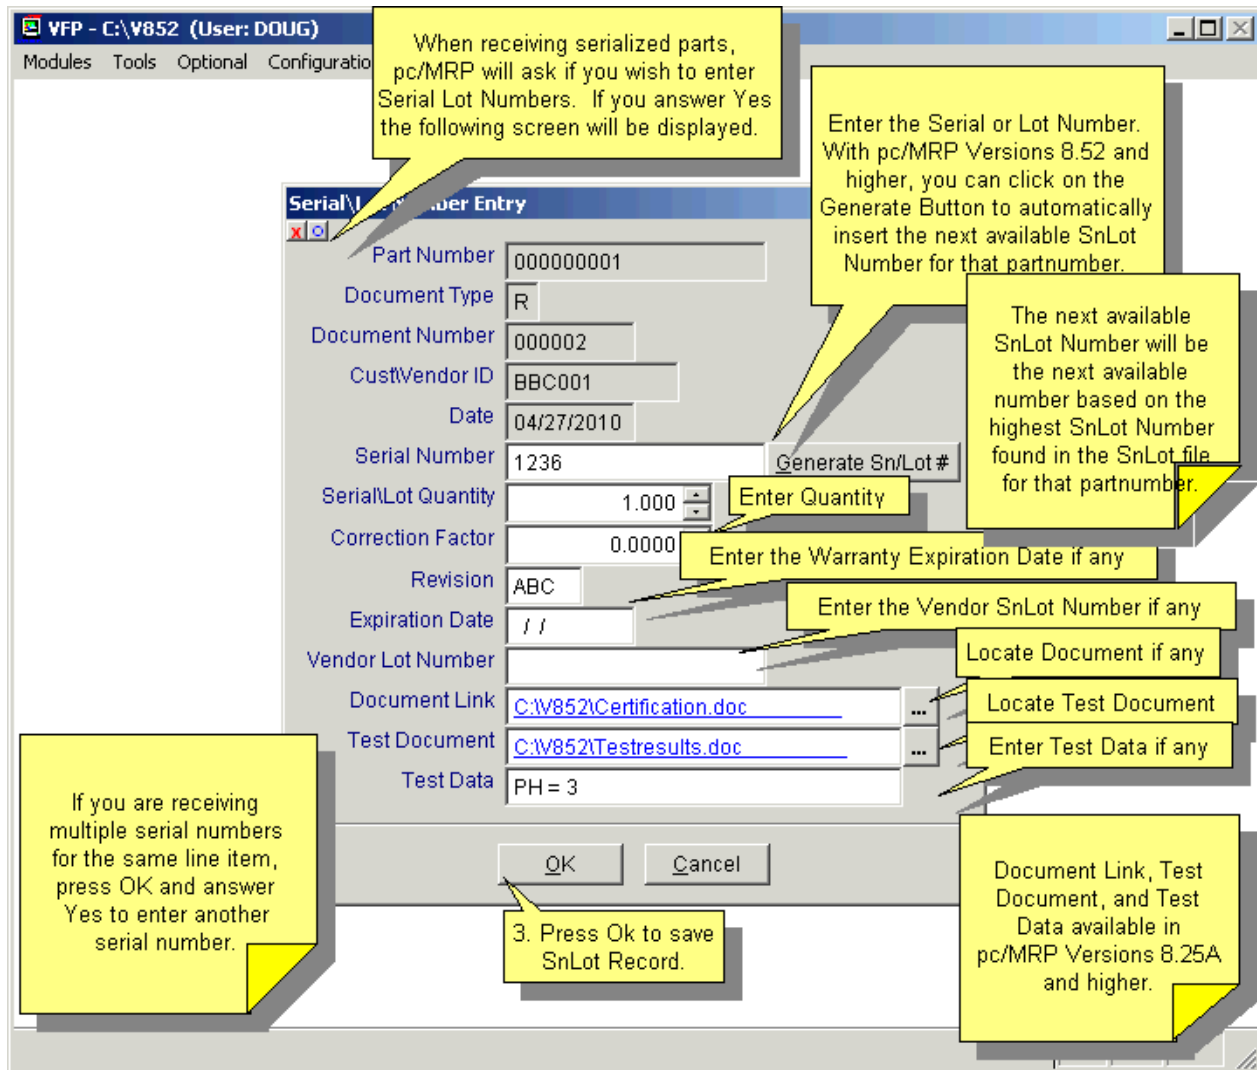 VFP - C:\V852 (User: DOUG)
Modules Tools Optional Configuratio
When receiving serialized parts,
pc/MRP will ask if you wish to enter
Serial Lot Numbers. If you answer Yes
the following screen will be displayed.
Enter the Serial or Lot Number.
With pc/MRP Versions 8.52 and
higher, you can click on the
Generate Button to automatically
insert the next available SnLot
Number for that partnumber.
The next available
SnLot Number will be
the next available
number based on the
highest SnLot Number
found in the SnLot file
for that partnumber.
Serial\ Number Entry
x o
Part Number 000000001
Document Type R
Document Number 000002
Cust\Vendor ID BBC001
Date 04/27/2010
Serial Number 1236 Generate Sn/Lot #
Serial\Lot Quantity 1.000
Enter Quantity
Correction Factor 0.0000
Enter the Warranty Expiration Date if any
Revision ABC
Expiration Date / /
Enter the Vendor SnLot Number if any
Vendor Lot Number
Locate Document if any
Document Link C:\V852\Certification.doc ...
Locate Test Document
Test Document C:\V852\Testresults.doc ...
Enter Test Data if any
Test Data PH = 3
If you are receiving
multiple serial numbers
for the same line item,
press OK and answer
Yes to enter another
serial number.
OK Cancel
3. Press Ok to save
SnLot Record.
Document Link, Test
Document, and Test
Data available in
pc/MRP Versions 8.25A
and higher.